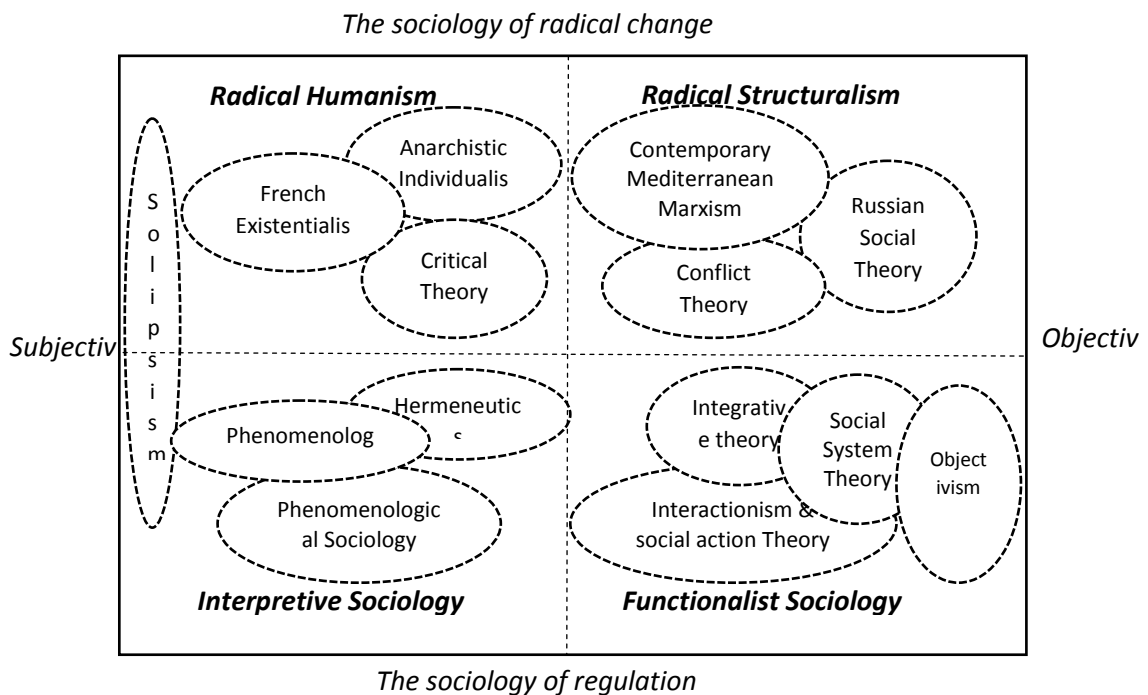 The sociology of radical change
Radical Humanism
Radical Structuralism
Solipsism
Anarchistic
Individualis
French
Existentialis
Critical
Theory
Contemporary
Mediterranean
Marxism
Russian
Social
Theory
Conflict
Theory
Subjectiv
Objectiv
Hermeneutic
s
Phenomenolog
Phenomenologic
al Sociology
Integrativ
e theory
Social
System
Theory
Object
ivism
Interactionism &
social action Theory
Interpretive Sociology
Functionalist Sociology
The sociology of regulation